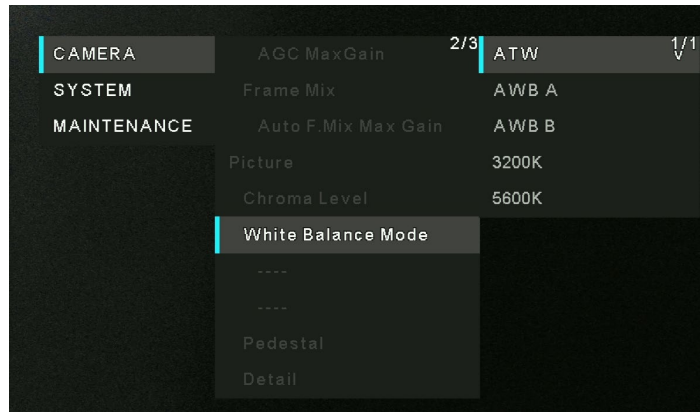 CAMERA
SYSTEM
MAINTENANCE
2/3
AGC MaxGain
Frame Mix
Auto F.Mix Max Gain
Picture
Chroma Level
White Balance Mode
----
----
Pedestal
Detail
1/1
ATW
AWB A
AWB B
3200K
5600K